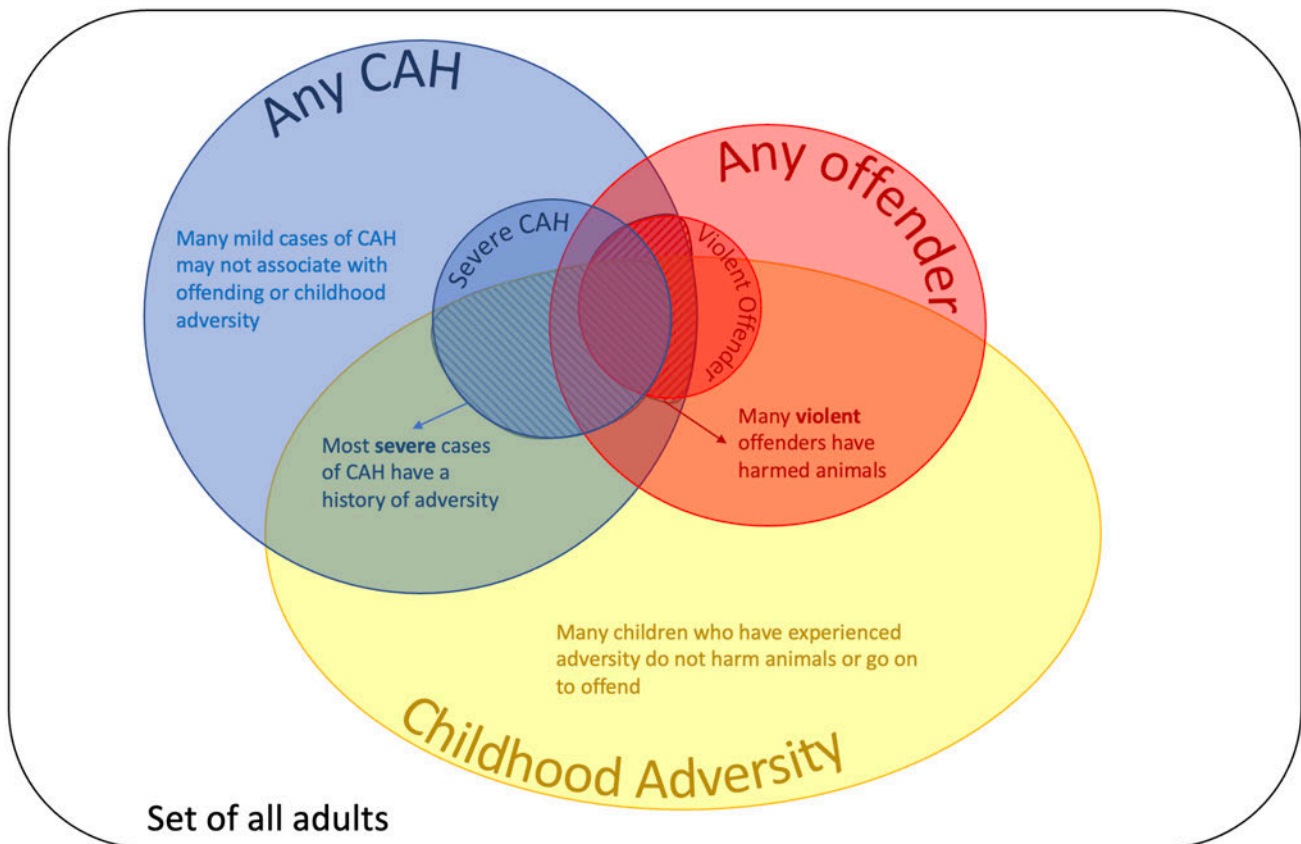 Any CAH
Any offender
Severe CAH
Violent Offender
Many mild cases of CAH
may not associate with
offending or childhood
adversity
Most severe cases
of CAH have a
history of adversity
Many violent
offenders have
harmed animals
Many children who have experienced
adversity do not harm animals or go on
to offend
Childhood Adversity
Set of all adults